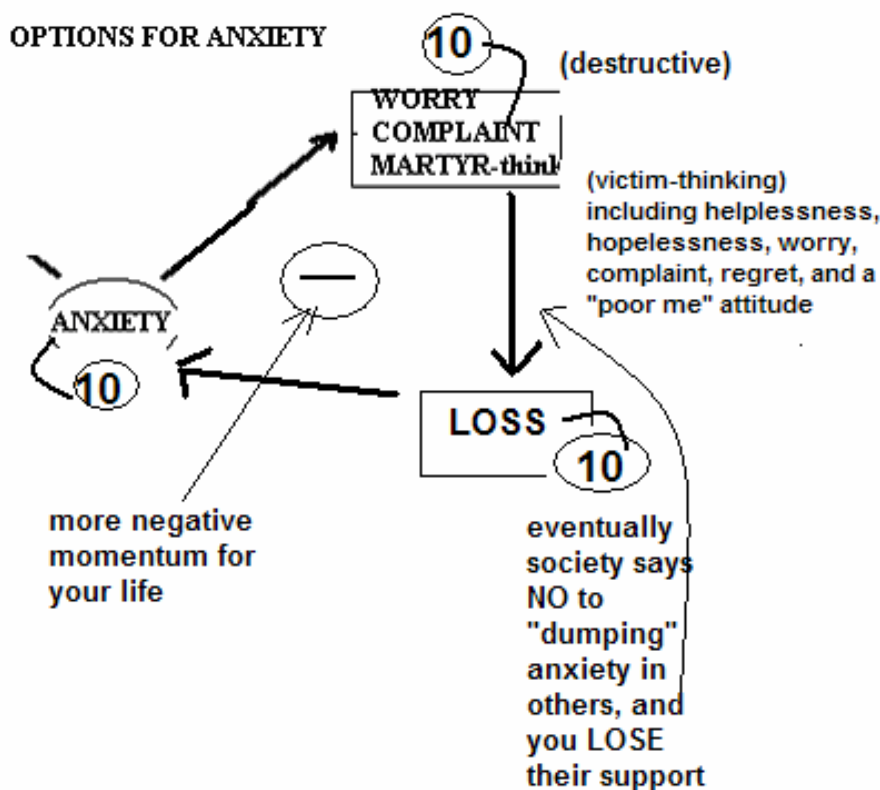 OPTIONS FOR ANXIETY
10
(destructive)
WORRY
COMPLAINT
MARTYR-think
(victim-thinking)
including helplessness,
hopelessness, worry,
complaint, regret, and a
"poor me" attitude
ANXIETY
10
LOSS
10
more negative
momentum for
your life
eventually
society says
NO to
"dumping"
anxiety in
others, and
you LOSE
their support